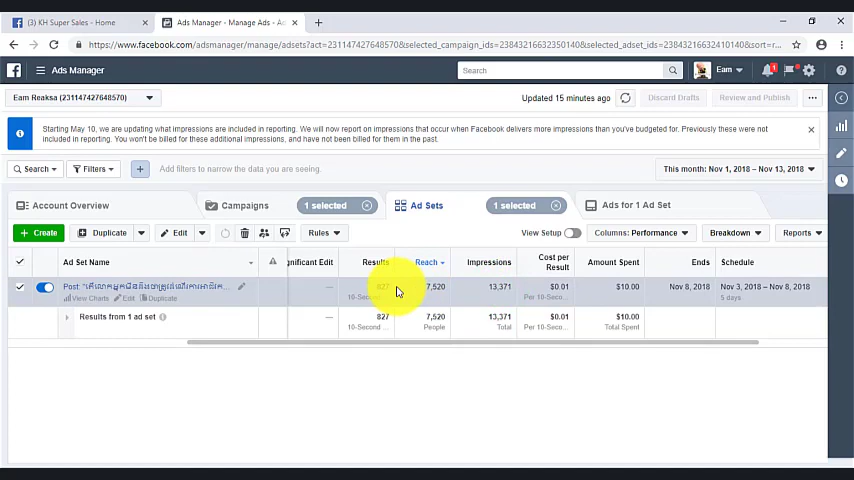 (3) KH Super Sales - Home
Ads Manager - Manage Ads - Ad
https://www.facebook.com/adsmanager/manage/adsets?act=231147427648570&selected_campaign_ids=23843216632350140&selected_adset_ids=23843216632410140&sort=r...
Ads Manager
Search
Eam
1
Eam Reaksa (231147427648570)
Updated 15 minutes ago
Discard Drafts
Review and Publish
Starting May 10, we are updating what impressions are included in reporting. We will now report on impressions that occur when Facebook delivers more impressions than you've budgeted for. Previously these were not
included in reporting. You won't be billed for these additional impressions, and have not been billed for them in the past.
Search
Filters
Add filters to narrow the data you are seeing.
This month: Nov 1, 2018 – Nov 13, 2018
Account Overview
Campaigns
1 selected
Ad Sets
1 selected
Ads for 1 Ad Set
Create
Duplicate
Edit
Rules
View Setup
Columns: Performance
Breakdown
Reports
Ad Set Name
gnificant Edit
Results
Reach
Impressions
Cost per
Result
Amount Spent
Ends
Schedule
Post:
— 827 7,520 13,371 $0.01 $10.00 Nov 8, 2018 Nov 3, 2018 – Nov 8, 2018
View Charts Edit Duplicate
10-Second ...
Per 10-Seco...
5 days
Results from 1 ad set
— 827 7,520 13,371 $0.01 $10.00
10-Second ... People Total Per 10-Seco... Total Spent